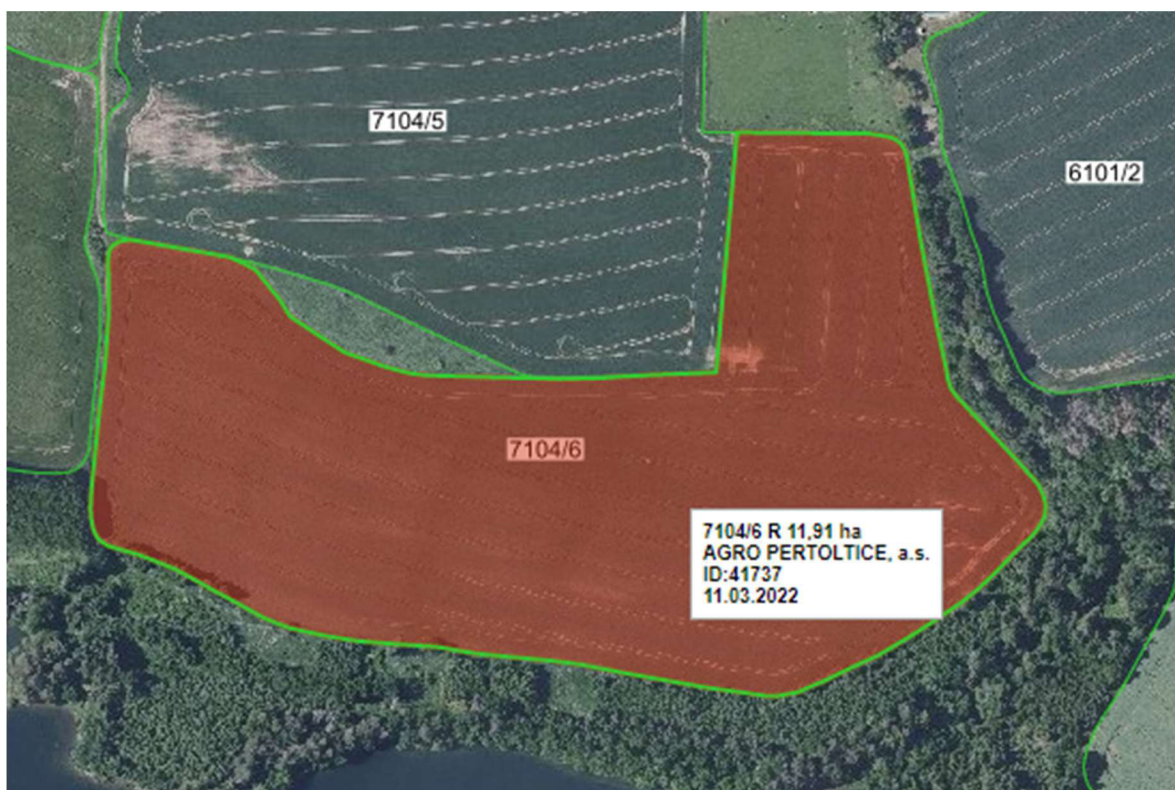 7104/5
6101/2
7104/6
7104/6 R 11,91 ha
AGRO PERTOLTICE, a.s.
ID:41737
11.03.2022